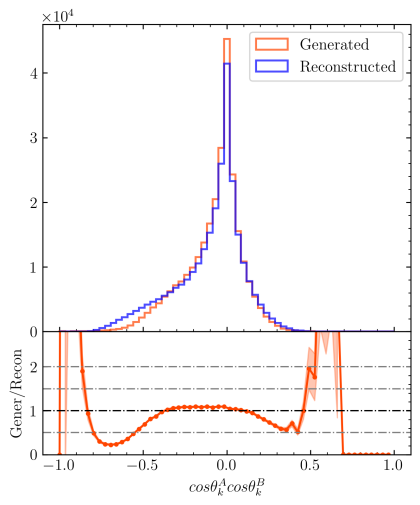 ×10⁴
Generated
Reconstructed
4
3
2
1
0
Gener/Recon
2
1
0
−1.0 −0.5 0.0 0.5 1.0
cosθ_k^A cosθ_k^B